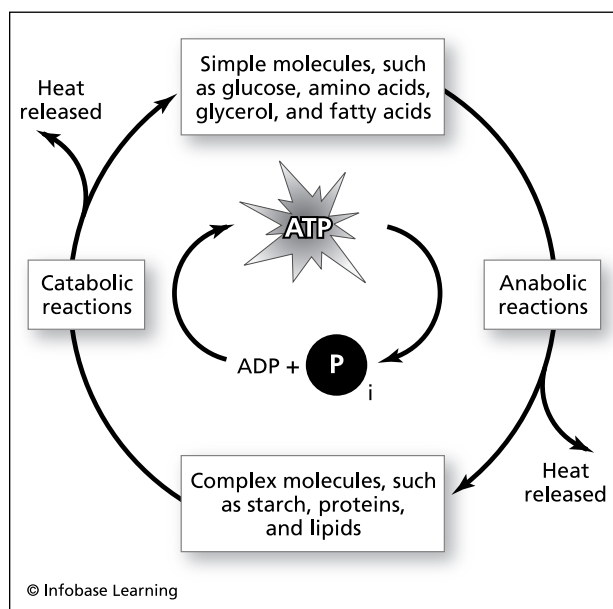 Heat
released
Simple molecules, such
as glucose, amino acids,
glycerol, and fatty acids
ATP
Catabolic
reactions
Anabolic
reactions
ADP + P i
Complex molecules, such
as starch, proteins,
and lipids
Heat
released
© Infobase Learning